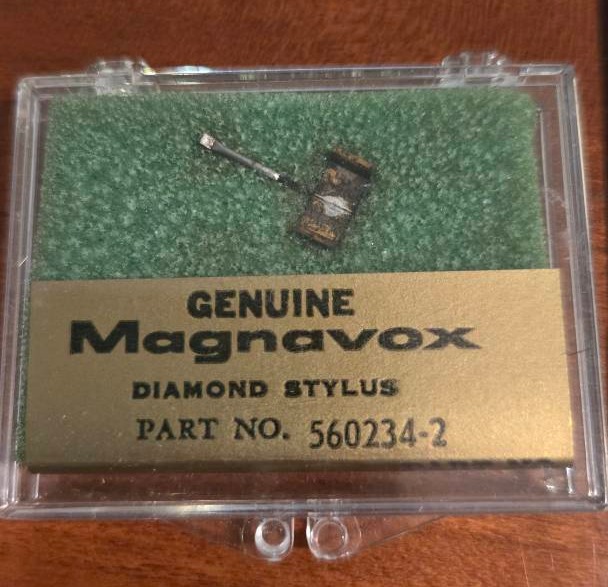 GENUINE
Magnavox
DIAMOND STYLUS
PART NO. 560234-2